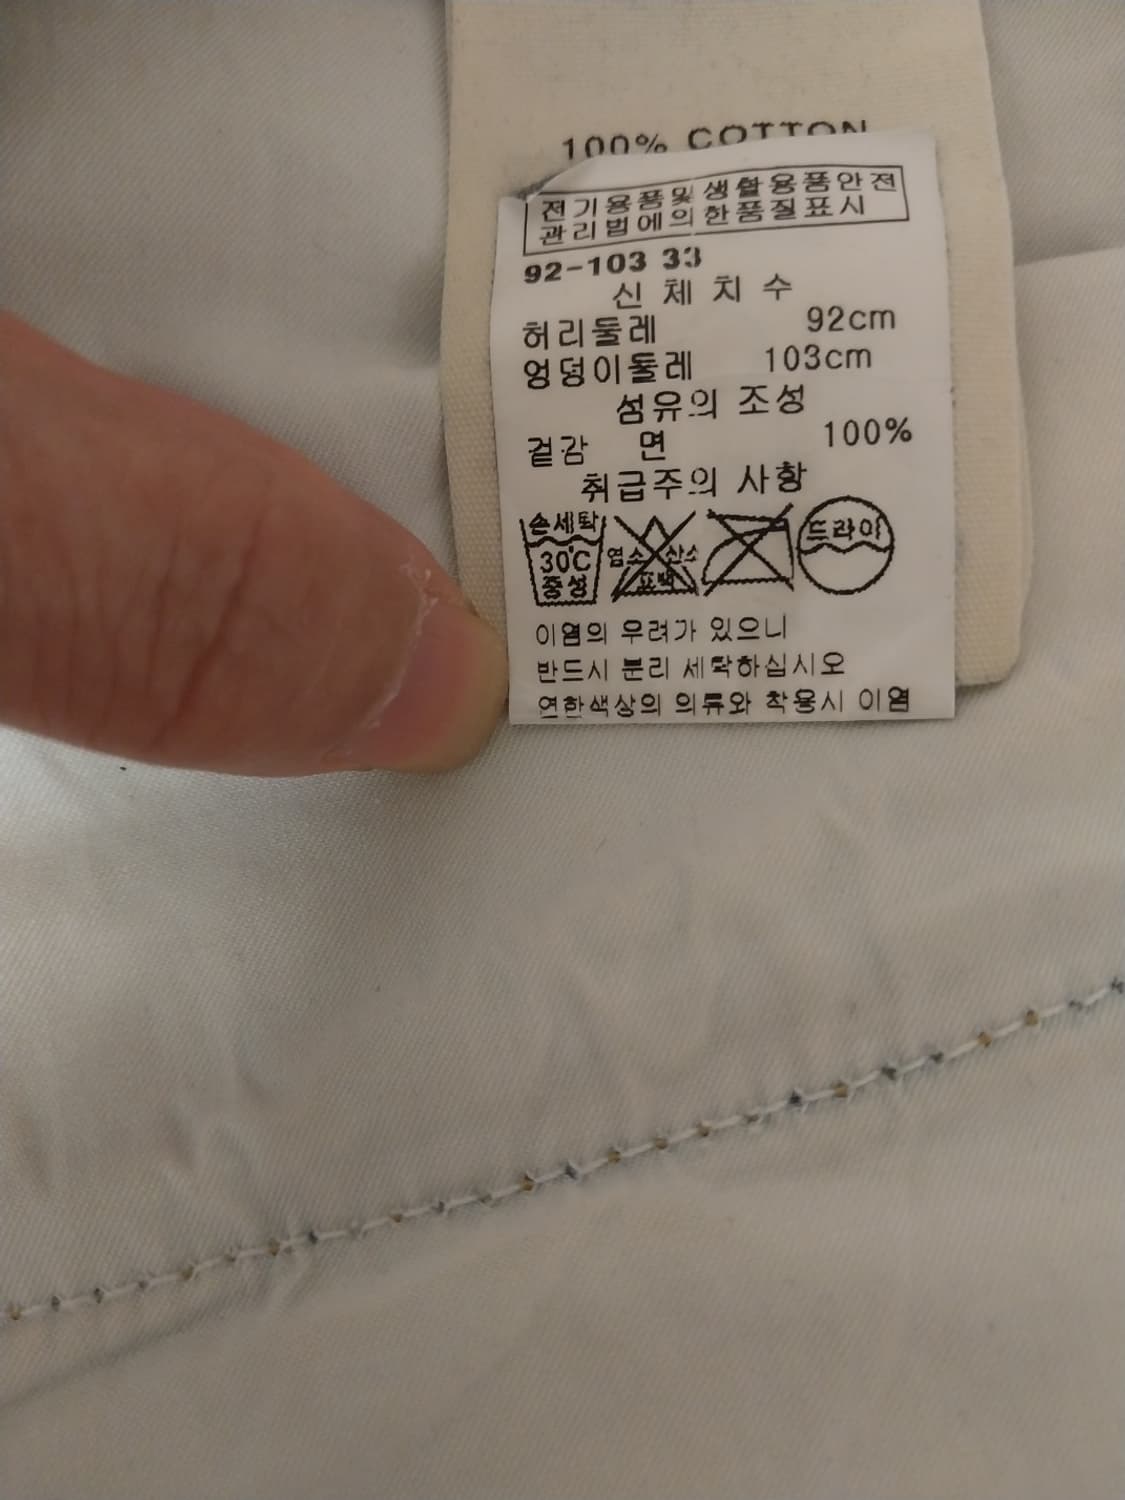 100% COTTON
전기용품및생활용품안전
관리법에의한품질표시
92-103 33
신체치수
허리둘레 92cm
엉덩이둘레 103cm
섬유의 조성
겉감 면 100%
취급주의 사항
손세탁 30℃ 중성
염소 산소 표백
드라이
이염의 우려가 있으니
반드시 분리 세탁하십시오
연한색상의 의류와 착용시 이염